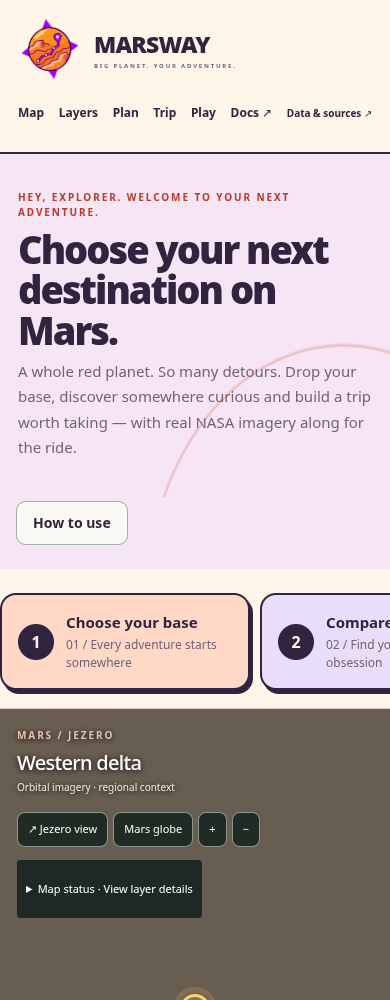 MARSWAY
BIG PLANET. YOUR ADVENTURE.
Map Layers Plan Trip Play Docs ↗ Data & sources ↗
HEY, EXPLORER. WELCOME TO YOUR NEXT
ADVENTURE.
Choose your next
destination on
Mars.
A whole red planet. So many detours. Drop your
base, discover somewhere curious and build a trip
worth taking — with real NASA imagery along for
the ride.
How to use
1
Choose your base
01 / Every adventure starts
somewhere
2
Compare
02 / Find yo
obsession
MARS / JEZERO
Western delta
Orbital imagery · regional context
↗ Jezero view Mars globe + −
▶ Map status · View layer details